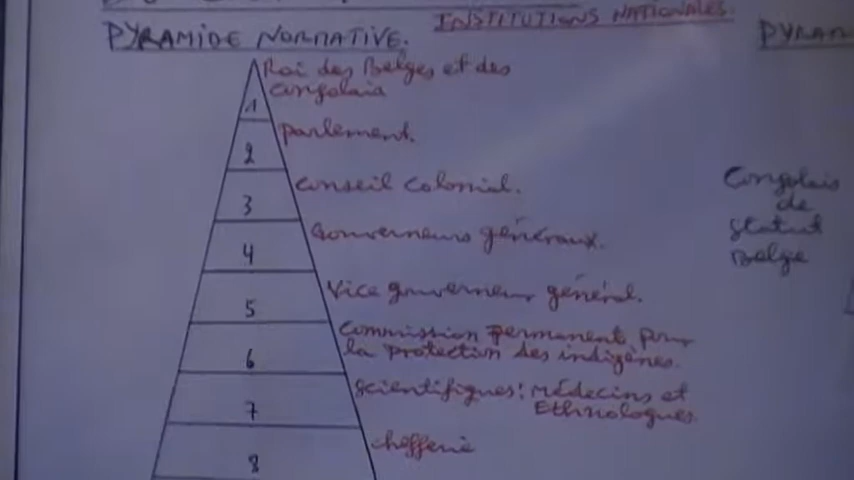 INSTITUTIONS NATIONALES.
PYRAMIDE NORMATIVE.
PYRAM
Roi des Belges et des
Congolais
1
parlement.
2
Conseil Colonial.
3
Gouverneurs généraux.
4
Vice gouverneur général.
5
Commission permanent pour
la protection des indigènes.
6
scientifiques: Médecins et
Ethnologues
7
chefferie
8
Congolais
de
statut
Belge